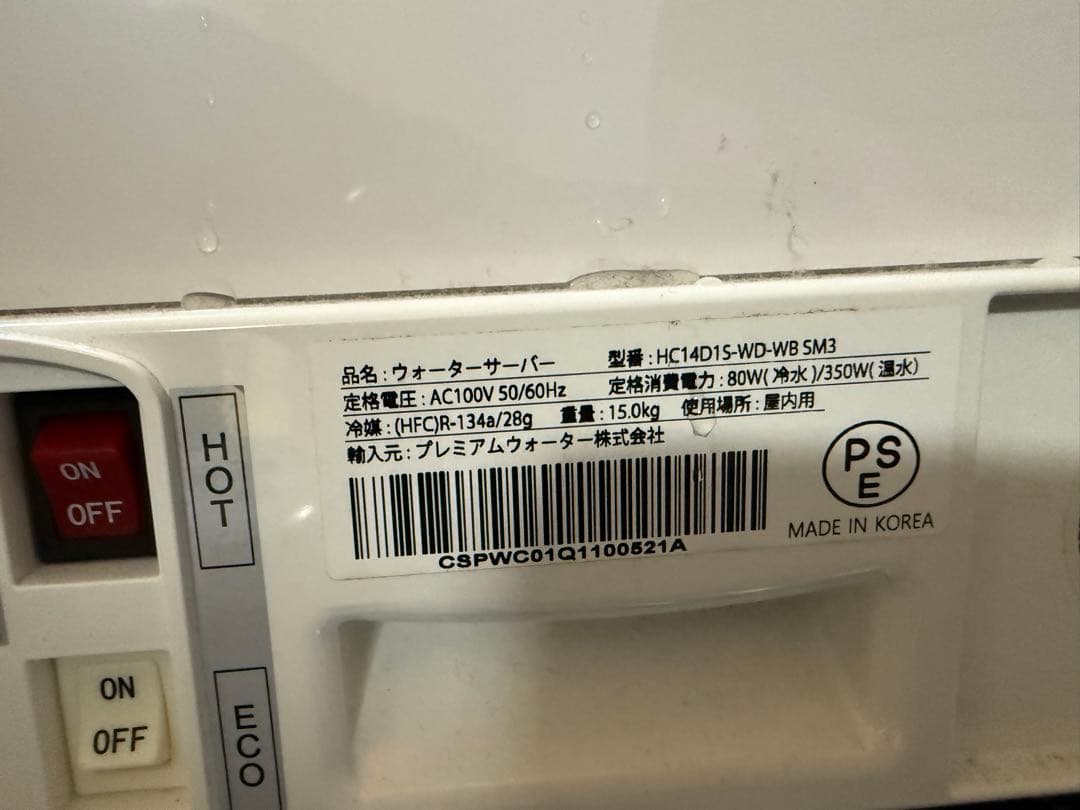 品名：ウォーターサーバー 型番：HC14D1S-WD-WB SM3
定格電圧：AC100V 50/60Hz 定格消費電力：80W(冷水)/350W(温水)
冷媒：(HFC)R-134a/28g 重量：15.0kg 使用場所：屋内用
輸入元：プレミアムウォーター株式会社
CSPWC01Q1100521A
PS
E
MADE IN KOREA
ON
OFF
HOT
ON
OFF
ECO